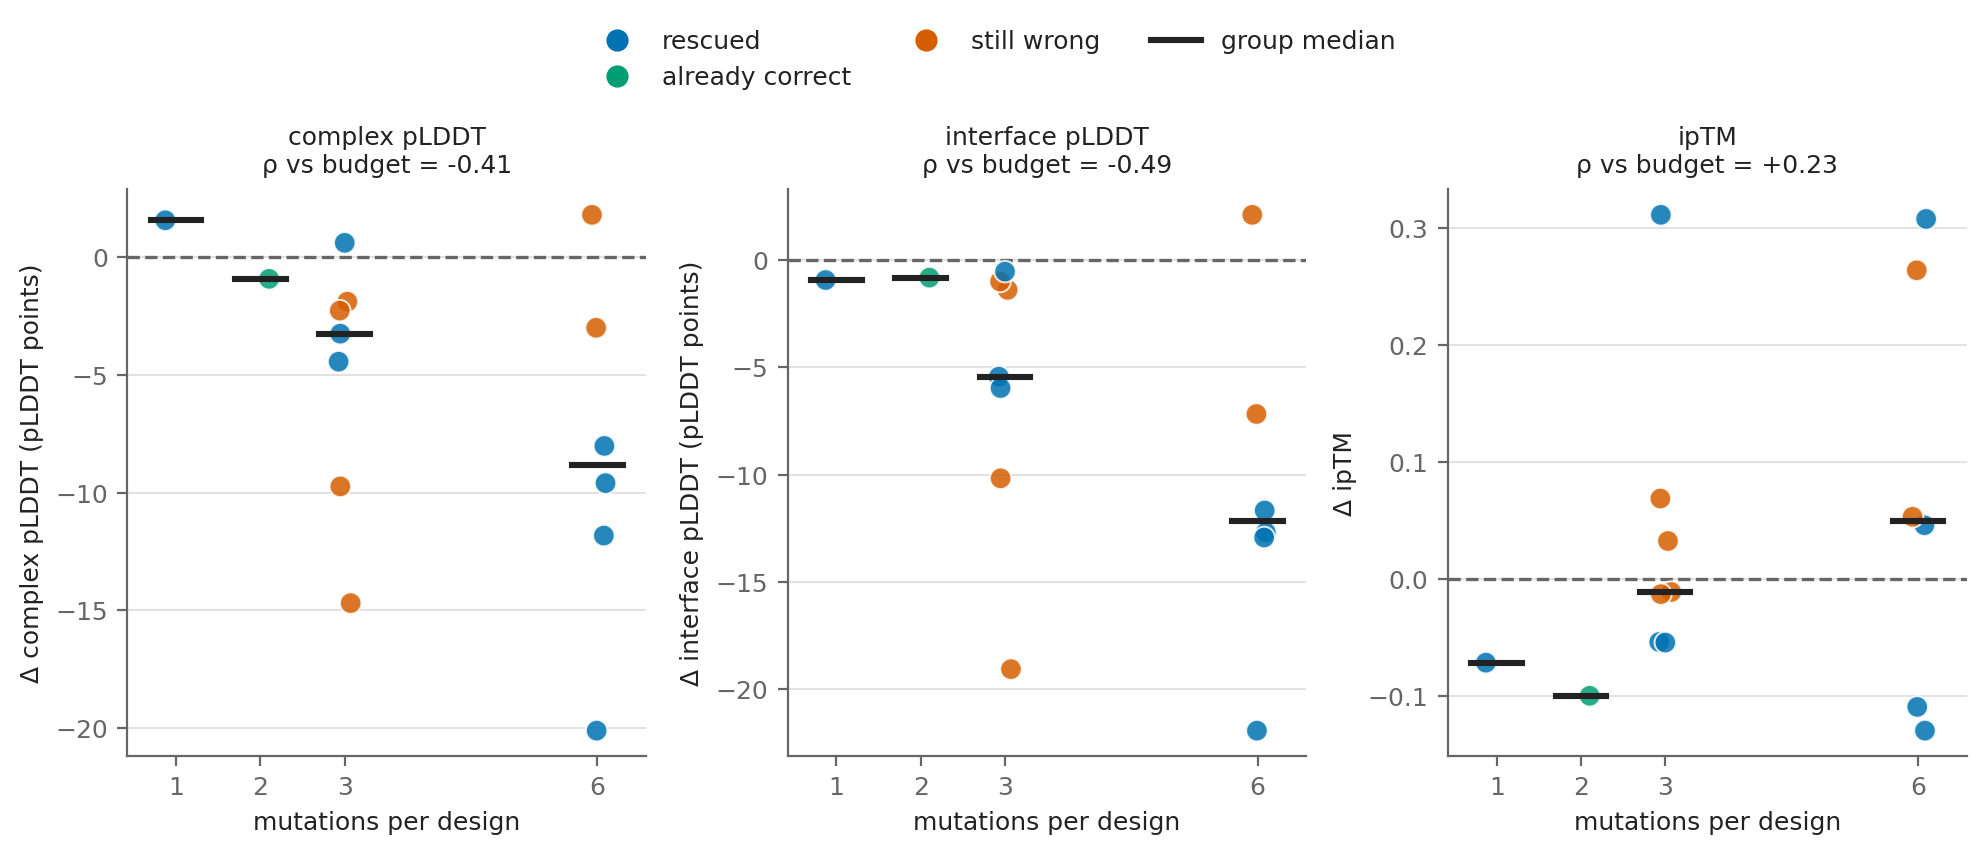 rescued
already correct
still wrong
group median
complex pLDDT
ρ vs budget = -0.41
Δ complex pLDDT (pLDDT points)
0
−5
−10
−15
−20
1 2 3 6
mutations per design
interface pLDDT
ρ vs budget = -0.49
Δ interface pLDDT (pLDDT points)
0
−5
−10
−15
−20
1 2 3 6
mutations per design
ipTM
ρ vs budget = +0.23
Δ ipTM
0.3
0.2
0.1
0.0
−0.1
1 2 3 6
mutations per design